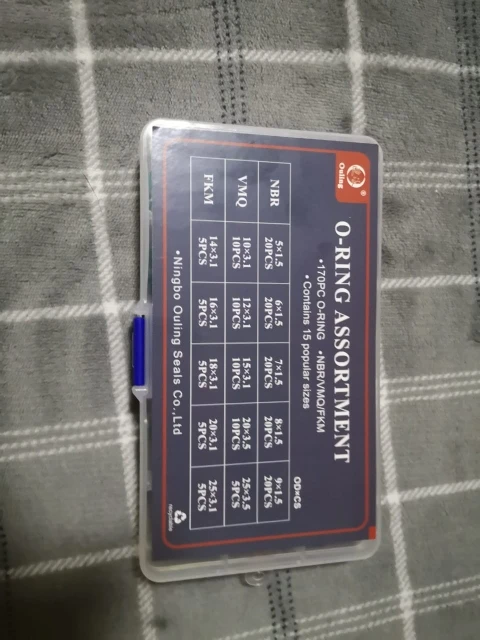 Ouling ®
O-RING ASSORTMENT
•170PC O-RING •NBR/VMQ/FKM
•Contains 15 popular sizes
OD×CS
NBR 5×1.5 6×1.5 7×1.5 8×1.5 9×1.5
20PCS 20PCS 20PCS 20PCS 20PCS
VMQ 10×3.1 12×3.1 15×3.1 20×3.5 25×3.5
10PCS 10PCS 10PCS 10PCS 5PCS
FKM 14×3.1 16×3.1 18×3.1 20×3.1 25×3.1
5PCS 5PCS 5PCS 5PCS 5PCS
•Ningbo Ouling Seals Co.,Ltd
recyclable